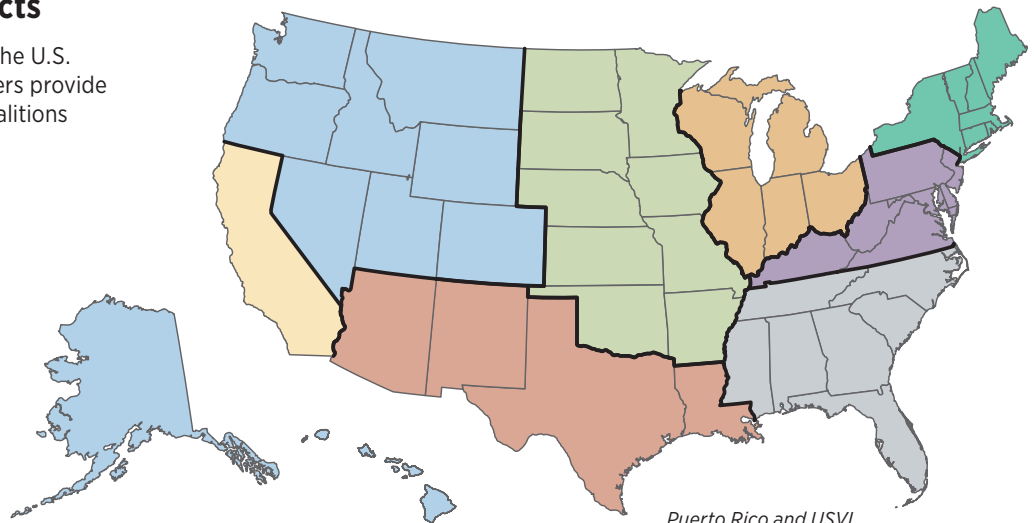 cts
he U.S.
ers provide
alitions
Puerto Rico and USVI